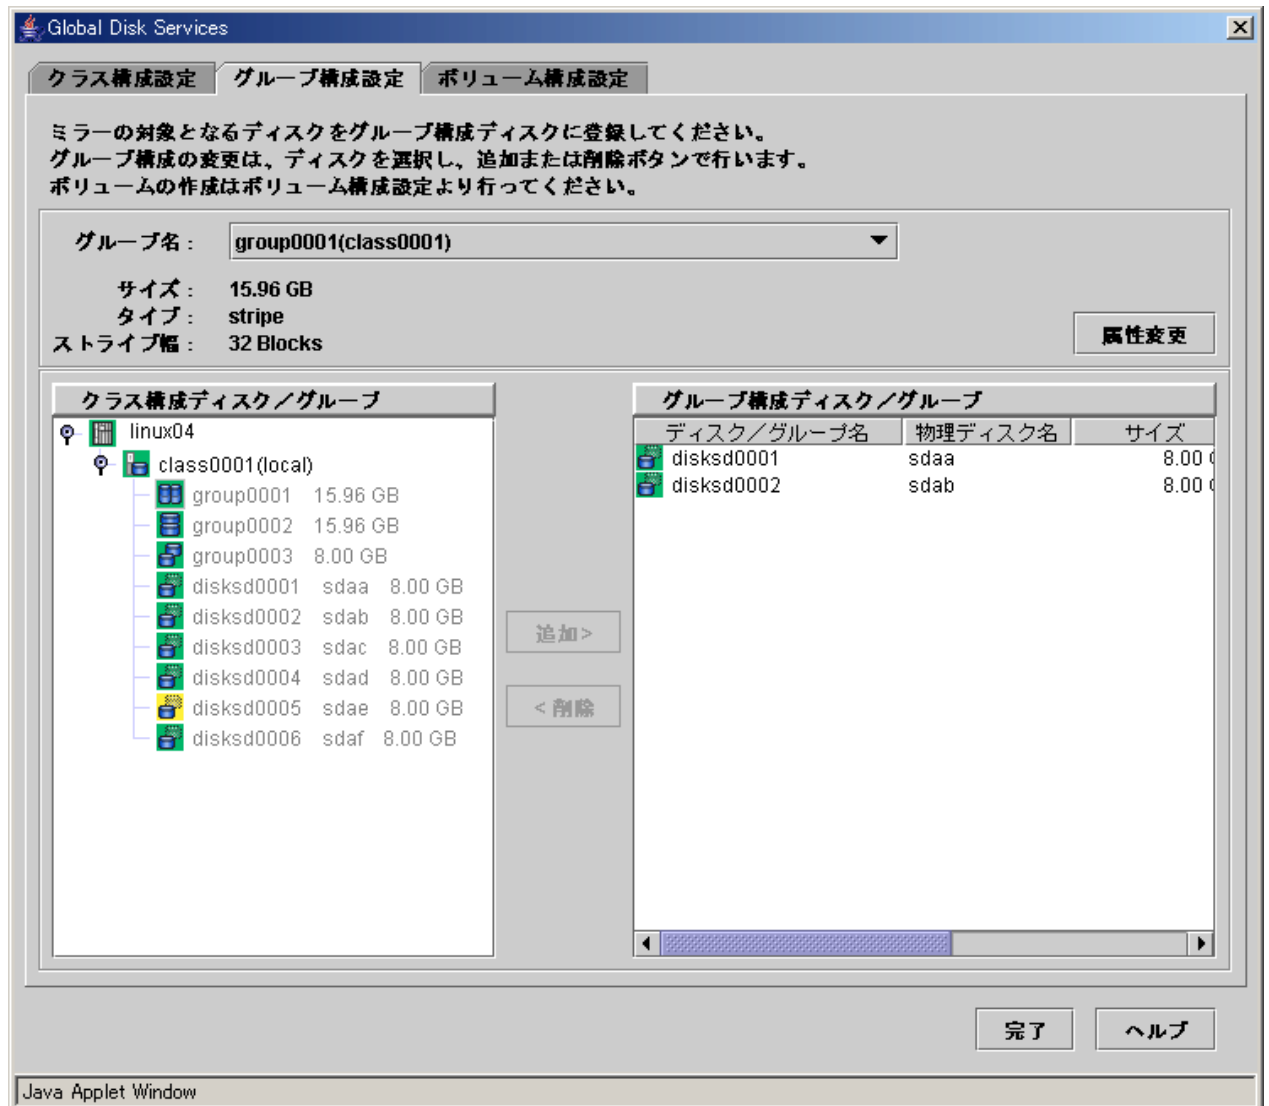 Global Disk Services
クラス構成設定 グループ構成設定 ボリューム構成設定
ミラーの対象となるディスクをグループ構成ディスクに登録してください。
グループ構成の変更は、ディスクを選択し、追加または削除ボタンで行います。
ボリュームの作成はボリューム構成設定より行ってください。
グループ名 : group0001(class0001)
サイズ : 15.96 GB
タイプ : stripe
ストライプ幅 : 32 Blocks
属性変更
クラス構成ディスク／グループ
linux04
class0001(local)
group0001 15.96 GB
group0002 15.96 GB
group0003 8.00 GB
disksd0001 sdaa 8.00 GB
disksd0002 sdab 8.00 GB
disksd0003 sdac 8.00 GB
disksd0004 sdad 8.00 GB
disksd0005 sdae 8.00 GB
disksd0006 sdaf 8.00 GB
追加>
< 削除
グループ構成ディスク／グループ
ディスク／グループ名 物理ディスク名 サイズ
disksd0001 sdaa 8.00
disksd0002 sdab 8.00
完了 ヘルプ
Java Applet Window